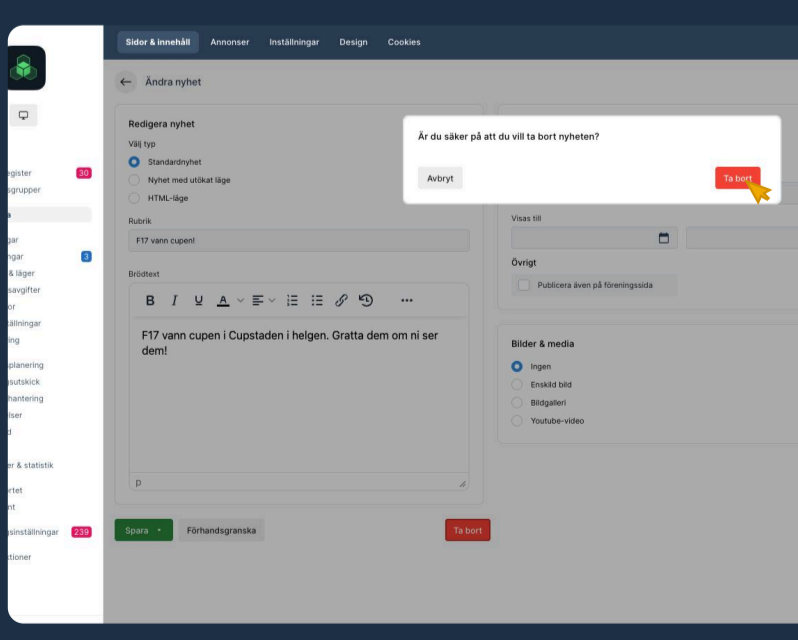 Sidor & innehåll
Annonser
Inställningar
Design
Cookies
Ändra nyhet
30
3
& läger
er & statistik
239
Redigera nyhet
Välj typ
Standardnyhet
Nyhet med utökat läge
HTML-läge
Rubrik
F17 vann cupen!
Brödtext
B I U A
F17 vann cupen i Cupstaden i helgen. Gratta dem om ni ser
dem!
p
Spara
Förhandsgranska
Ta bort
Är du säker på att du vill ta bort nyheten?
Avbryt
Ta bort
Visas till
Övrigt
Publicera även på föreningssida
Bilder & media
Ingen
Enskild bild
Bildgalleri
Youtube-video